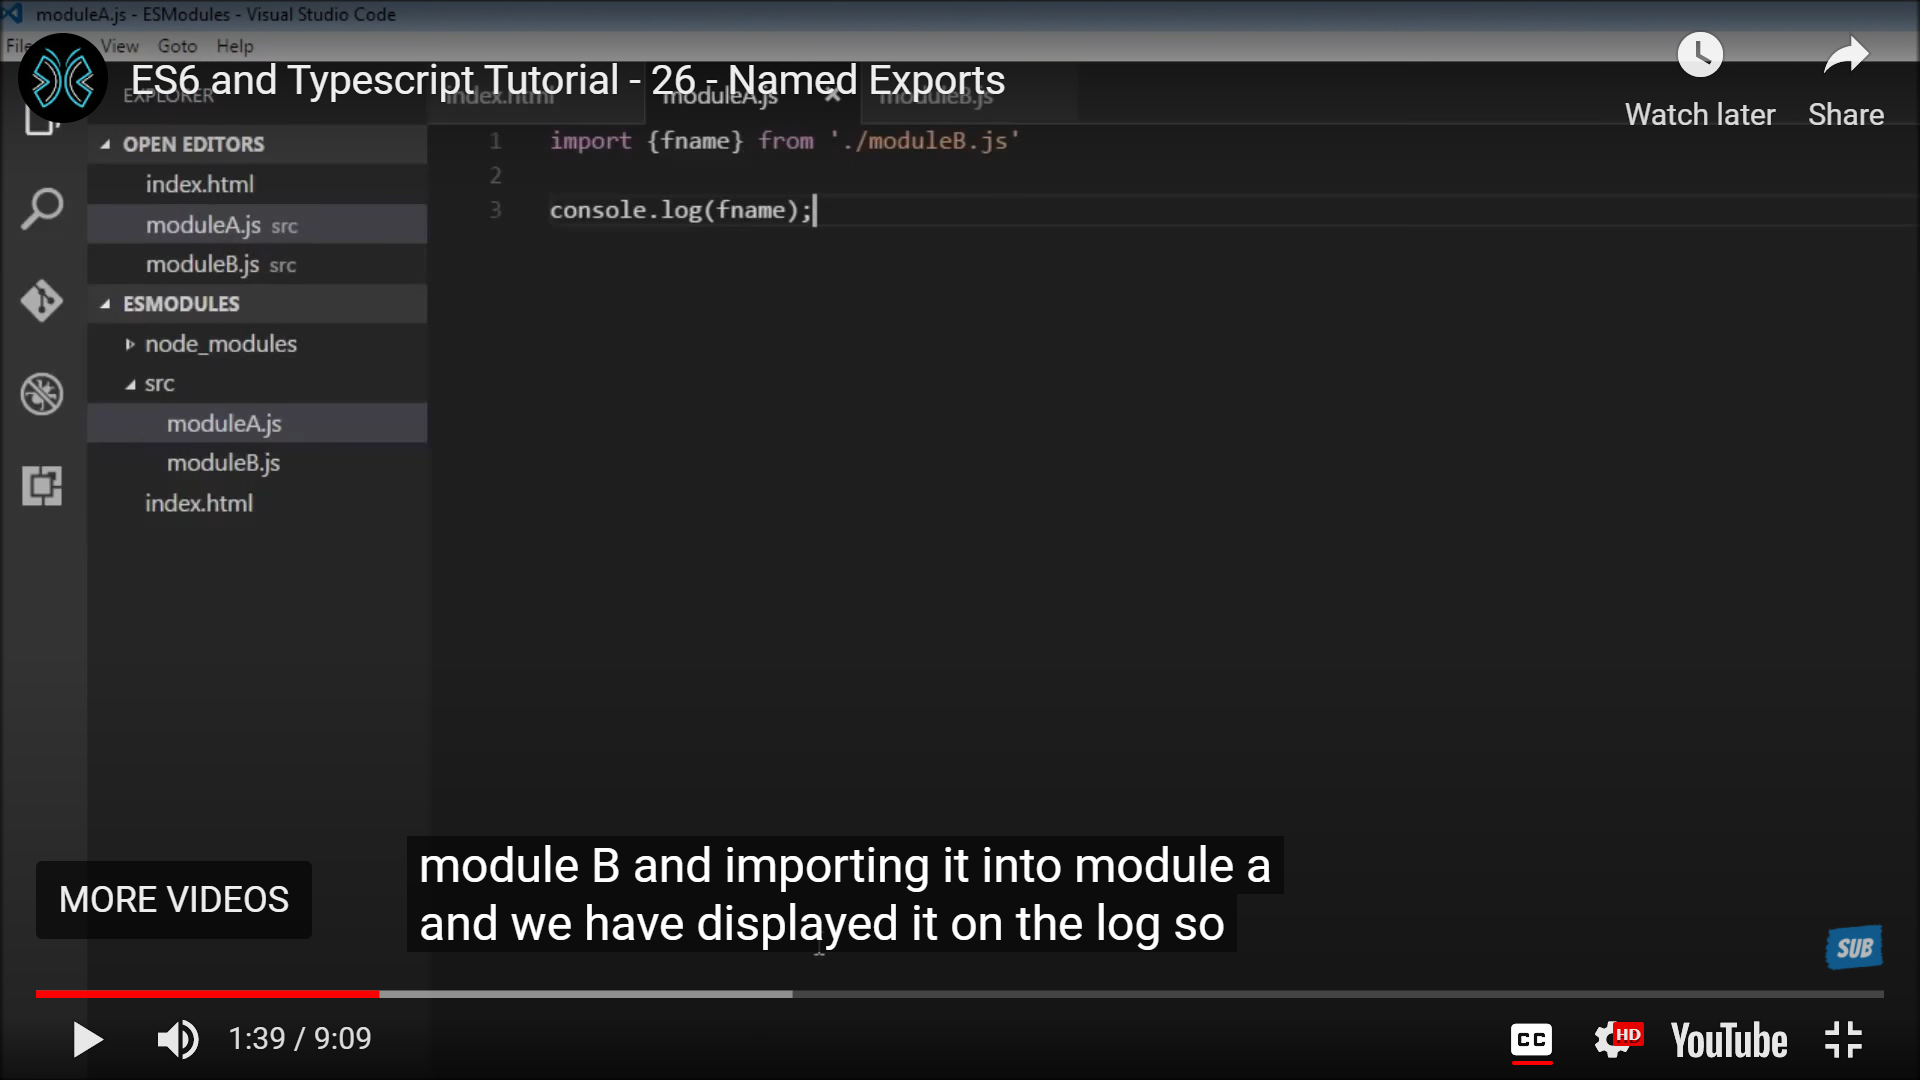 moduleA.js - ESModules - Visual Studio Code
File View Goto Help
ES6 and Typescript Tutorial - 26 - Named Exports
Watch later
Share
EXPLORER
index.html
moduleA.js
moduleB.js
OPEN EDITORS
index.html
moduleA.js src
moduleB.js src
ESMODULES
node_modules
src
moduleA.js
moduleB.js
index.html
1 import {fname} from './moduleB.js'
2
3 console.log(fname);
module B and importing it into module a
and we have displayed it on the log so
MORE VIDEOS
SUB
1:39 / 9:09
CC
HD
YouTube